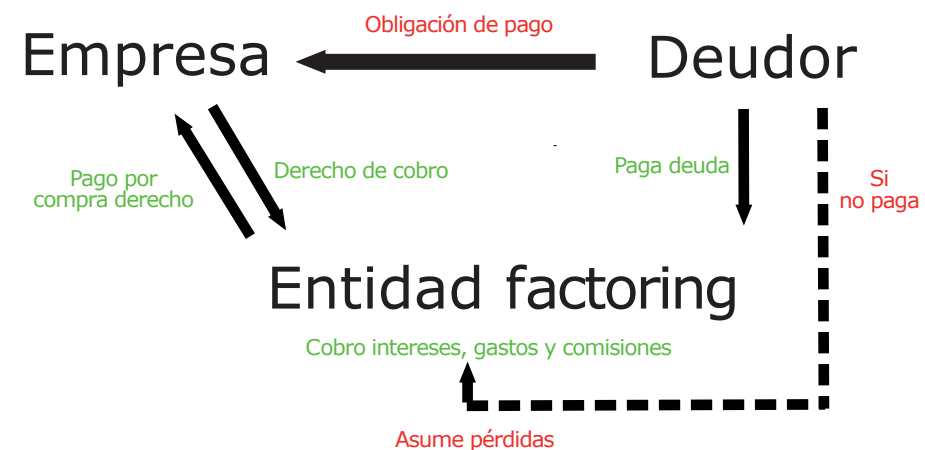 Obligación de pago
Empresa
Deudor
Derecho de cobro
Paga deuda
Pago por
compra derecho
Si
no paga
Entidad factoring
Cobro intereses, gastos y comisiones
Asume pérdidas